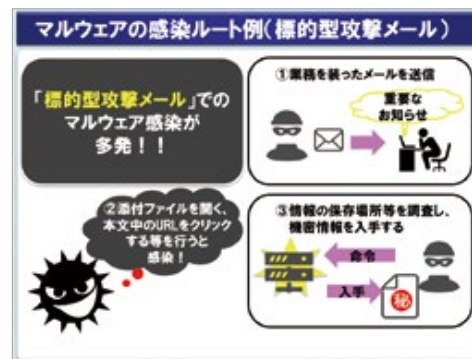 マルウェアの感染ルート例(標的型攻撃メール)
「標的型攻撃メール」での
マルウェア感染が
多発!!
①業務を装ったメールを送信
重要な
お知らせ
②添付ファイルを開く、
本文中のURLをクリック
する等を行うと
感染!
③情報の保存場所等を調査し、
機密情報を入手する
命令
入手
秘